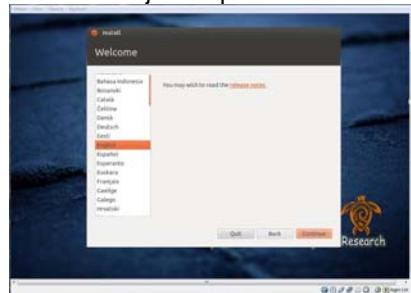 Install
Welcome
Bahasa Indonesia
Bosanski
Català
Čeština
Dansk
Deutsch
Eesti
English
Español
Esperanto
Euskara
Français
Gaeilge
Galego
Hrvatski
You may wish to read the release notes.
Quit
Back
Continue
Research